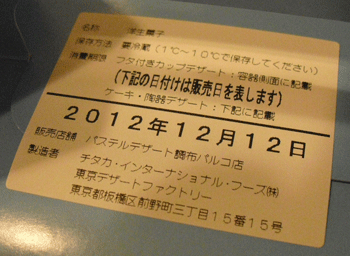 名称 洋生菓子
保存方法 要冷蔵(1℃~10℃で保存してください)
消費期限 フタ付きカップデザート:容器側面に記載
(下記の日付けは販売日を表します)
ケーキ・陶器デザート:下記に記載
2012年12月12日
販売店舗 パステルデザート調布パルコ店
製造者 チタカ・インターナショナル・フーズ㈱
東京デザートファクトリー
東京都板橋区前野町三丁目15番15号